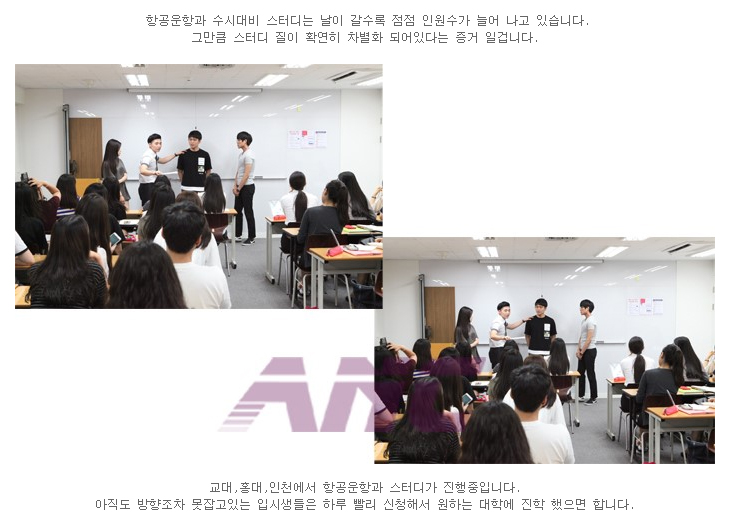 항공운항과 수시대비 스터디는 날이 갈수록 점점 인원수가 늘어 나고 있습니다.
그만큼 스터디 질이 확연히 차별화 되어있다는 증거 일겁니다.
교대,홍대,인천에서 항공운항과 스터디가 진행중입니다.
아직도 방향조차 못잡고있는 입시생들은 하루 빨리 신청해서 원하는 대학에 진학 했으면 합니다.